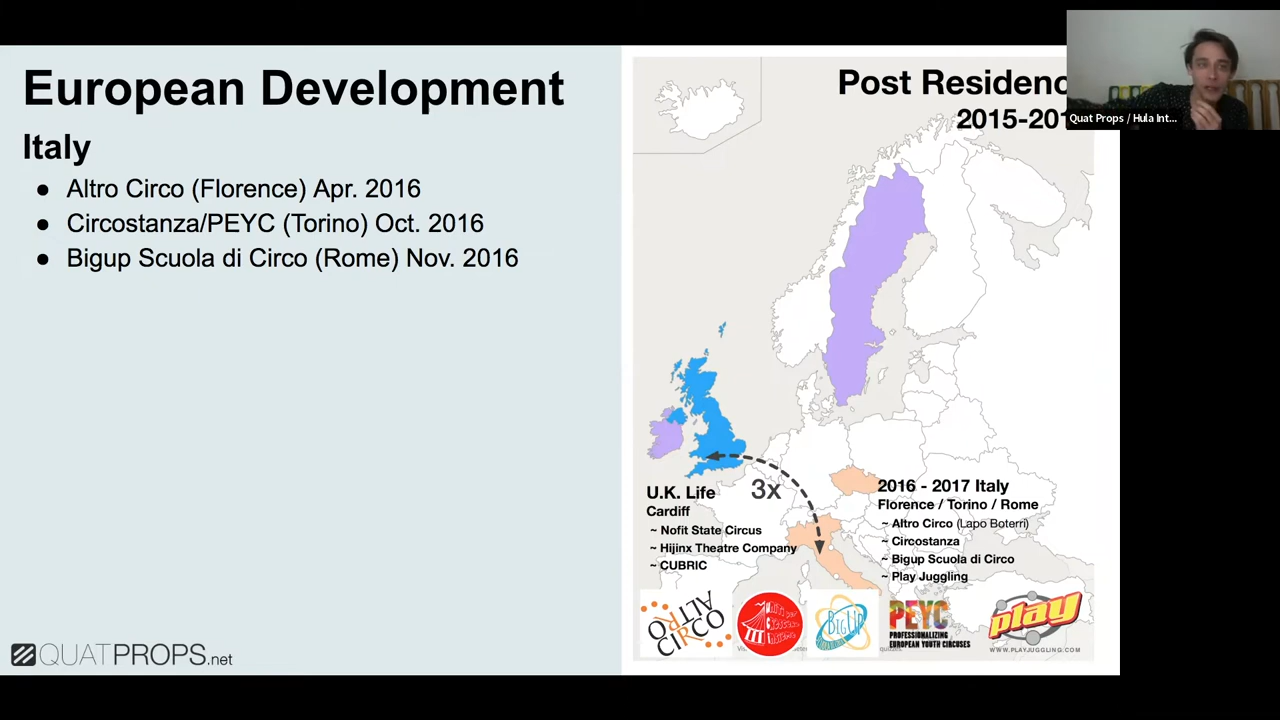 European Development
Italy
● Altro Circo (Florence) Apr. 2016
● Circostanza/PEYC (Torino) Oct. 2016
● Bigup Scuola di Circo (Rome) Nov. 2016
QUATPROPS.net
Post Residenc
2015-201
Quat Props / Hula Int...
3x
U.K. Life
Cardiff
~ Nofit State Circus
~ Hijinx Theatre Company
~ CUBRIC
2016 - 2017 Italy
Florence / Torino / Rome
~ Altro Circo (Lapo Boterri)
~ Circostanza
~ Bigup Scuola di Circo
~ Play Juggling
ALTRO
CIRCO
BIGUP
PEYC
PROFESSIONALIZING
EUROPEAN YOUTH CIRCUSES
play
WWW.PLAYJUGGLING.COM